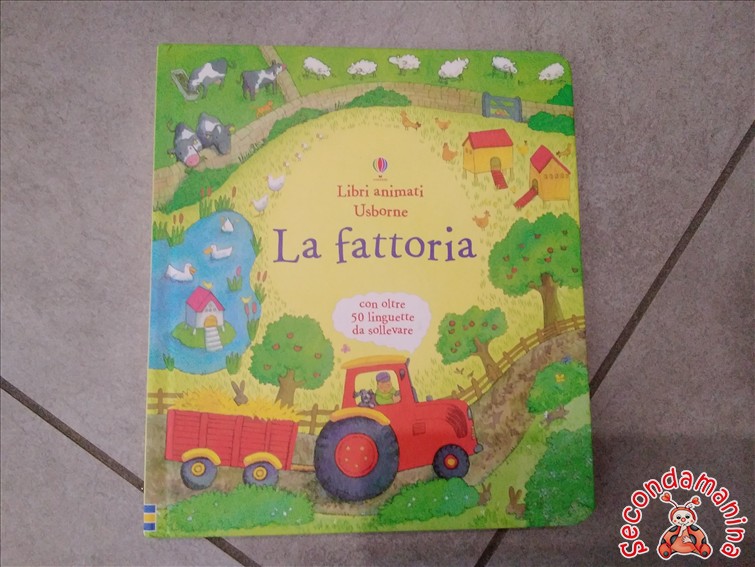 Libri animati
Usborne
La fattoria
con oltre
50 linguette
da sollevare
secondamanina